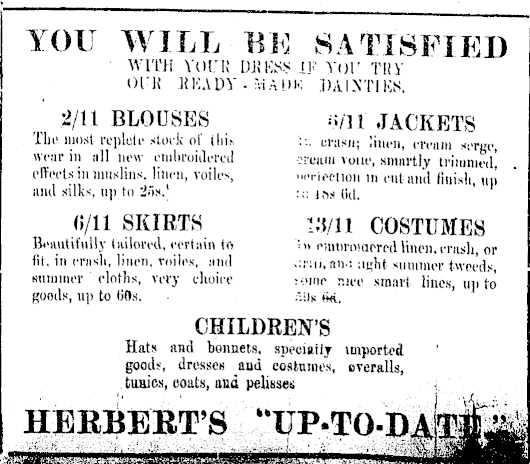 YOU WILL BE SATISFIED
WITH YOUR DRESS IF YOU TRY
OUR READY-MADE DAINTIES.
2/11 BLOUSES
The most replete stock of this
wear in all new embroidered
effects in muslins, linen, voiles,
and silks, up to 25s.
6/11 SKIRTS
Beautifully tailored, certain to
fit, in crash, linen, voiles, and
summer cloths, very choice
goods, up to 60s.
JACKETS
crash, linen, cream serge,
cream voile, smartly trimmed,
perfection in cut and finish, up
6d.
13/11 COSTUMES
in embroidered linen, crash, or
and light summer tweeds,
some nice smart lines, up to
CHILDREN'S
Hats and bonnets, specially imported
goods, dresses and costumes, overalls,
tunics, coats, and pelisses
HERBERT'S "UP-TO-DATE."